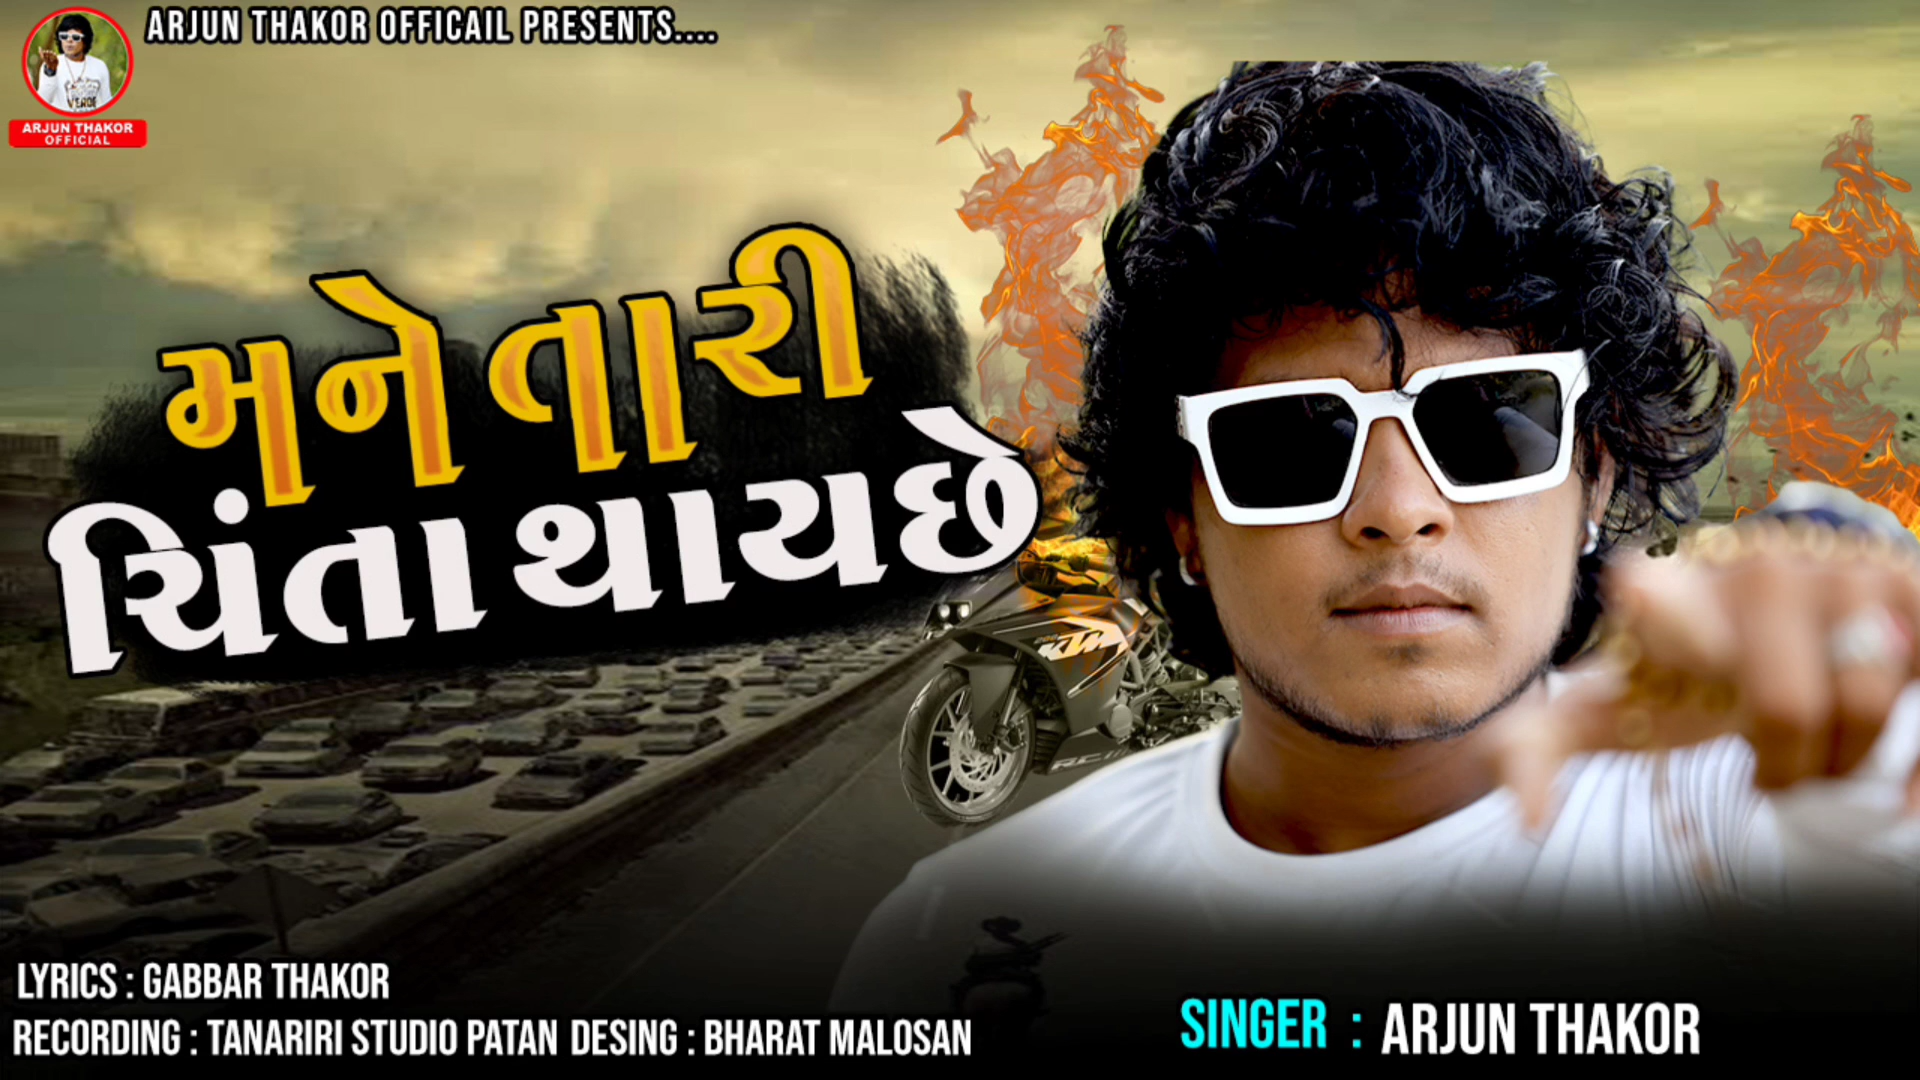 ARJUN THAKOR OFFICAIL PRESENTS....
ARJUN THAKOR
OFFICIAL
મને તારી
ચિંતા થાય છે
KTM
LYRICS : GABBAR THAKOR
RECORDING : TANARIRI STUDIO PATAN DESING : BHARAT MALOSAN
SINGER : ARJUN THAKOR